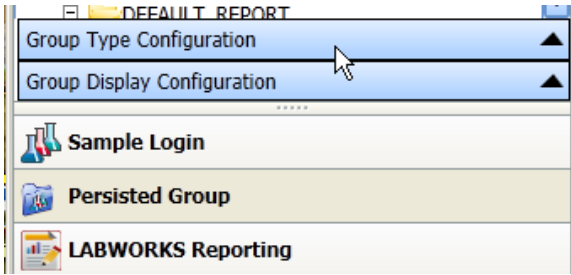 DEFAULT_REPORT
Group Type Configuration
Group Display Configuration
Sample Login
Persisted Group
LABWORKS Reporting